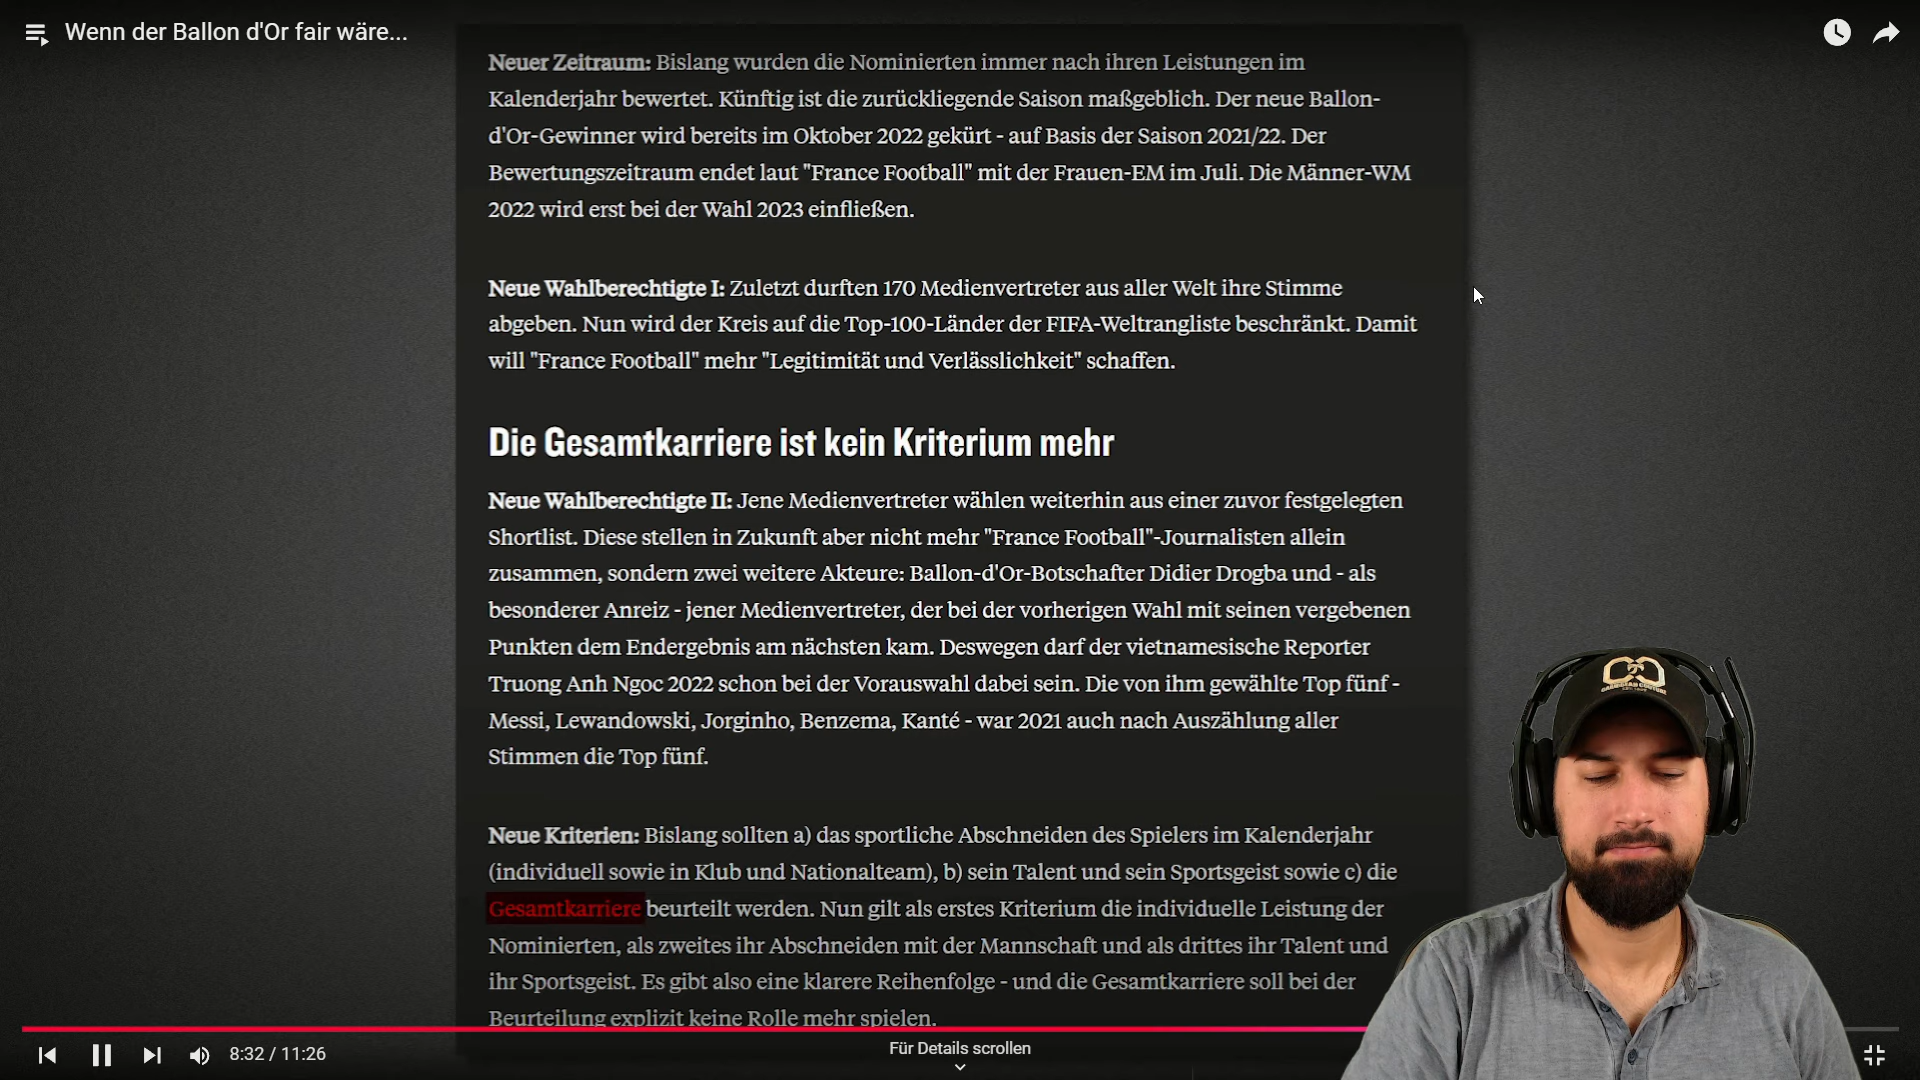 Wenn der Ballon d'Or fair wäre...
Neuer Zeitraum: Bislang wurden die Nominierten immer nach ihren Leistungen im
Kalenderjahr bewertet. Künftig ist die zurückliegende Saison maßgeblich. Der neue Ballon-
d'Or-Gewinner wird bereits im Oktober 2022 gekürt - auf Basis der Saison 2021/22. Der
Bewertungszeitraum endet laut "France Football" mit der Frauen-EM im Juli. Die Männer-WM
2022 wird erst bei der Wahl 2023 einfließen.
Neue Wahlberechtigte I: Zuletzt durften 170 Medienvertreter aus aller Welt ihre Stimme
abgeben. Nun wird der Kreis auf die Top-100-Länder der FIFA-Weltrangliste beschränkt. Damit
will "France Football" mehr "Legitimität und Verlässlichkeit" schaffen.
Die Gesamtkarriere ist kein Kriterium mehr
Neue Wahlberechtigte II: Jene Medienvertreter wählen weiterhin aus einer zuvor festgelegten
Shortlist. Diese stellen in Zukunft aber nicht mehr "France Football"-Journalisten allein
zusammen, sondern zwei weitere Akteure: Ballon-d'Or-Botschafter Didier Drogba und - als
besonderer Anreiz - jener Medienvertreter, der bei der vorherigen Wahl mit seinen vergebenen
Punkten dem Endergebnis am nächsten kam. Deswegen darf der vietnamesische Reporter
Truong Anh Ngoc 2022 schon bei der Vorauswahl dabei sein. Die von ihm gewählte Top fünf -
Messi, Lewandowski, Jorginho, Benzema, Kanté - war 2021 auch nach Auszählung aller
Stimmen die Top fünf.
Neue Kriterien: Bislang sollten a) das sportliche Abschneiden des Spielers im Kalenderjahr
(individuell sowie in Klub und Nationalteam), b) sein Talent und sein Sportsgeist sowie c) die
Gesamtkarriere beurteilt werden. Nun gilt als erstes Kriterium die individuelle Leistung der
Nominierten, als zweites ihr Abschneiden mit der Mannschaft und als drittes ihr Talent und
ihr Sportsgeist. Es gibt also eine klarere Reihenfolge - und die Gesamtkarriere soll bei der
Beurteilung explizit keine Rolle mehr spielen.
8:32 / 11:26
Für Details scrollen